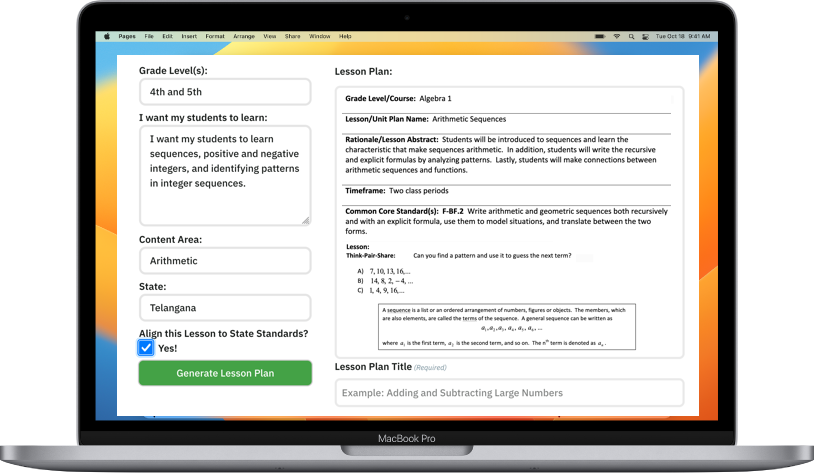 Pages File Edit Insert Format Arrange View Share Window Help Tue Oct 18 9:41 AM
Grade Level(s):
4th and 5th
I want my students to learn:
I want my students to learn
sequences, positive and negative
integers, and identifying patterns
in integer sequences.
Content Area:
Arithmetic
State:
Telangana
Align this Lesson to State Standards?
Yes!
Generate Lesson Plan
Lesson Plan:
Grade Level/Course: Algebra 1
Lesson/Unit Plan Name: Arithmetic Sequences
Rationale/Lesson Abstract: Students will be introduced to sequences and learn the
characteristic that make sequences arithmetic. In addition, students will write the recursive
and explicit formulas by analyzing patterns. Lastly, students will make connections between
arithmetic sequences and functions.
Timeframe: Two class periods
Common Core Standard(s): F-BF.2 Write arithmetic and geometric sequences both recursively
and with an explicit formula, use them to model situations, and translate between the two
forms.
Lesson:
Think-Pair-Share: Can you find a pattern and use it to guess the next term?
A) 7, 10, 13, 16,...
B) 14, 8, 2, −4, ...
C) 1, 4, 9, 16,...
A sequence is a list or an ordered arrangement of numbers, figures or objects. The members, which
are also elements, are called the terms of the sequence. A general sequence can be written as
a₁, a₂, a₃, a₄, a₅, a₆, ...
where a₁ is the first term, a₂ is the second term, and so on. The nᵗʰ term is denoted as aₙ.
Lesson Plan Title (Required)
Example: Adding and Subtracting Large Numbers
MacBook Pro